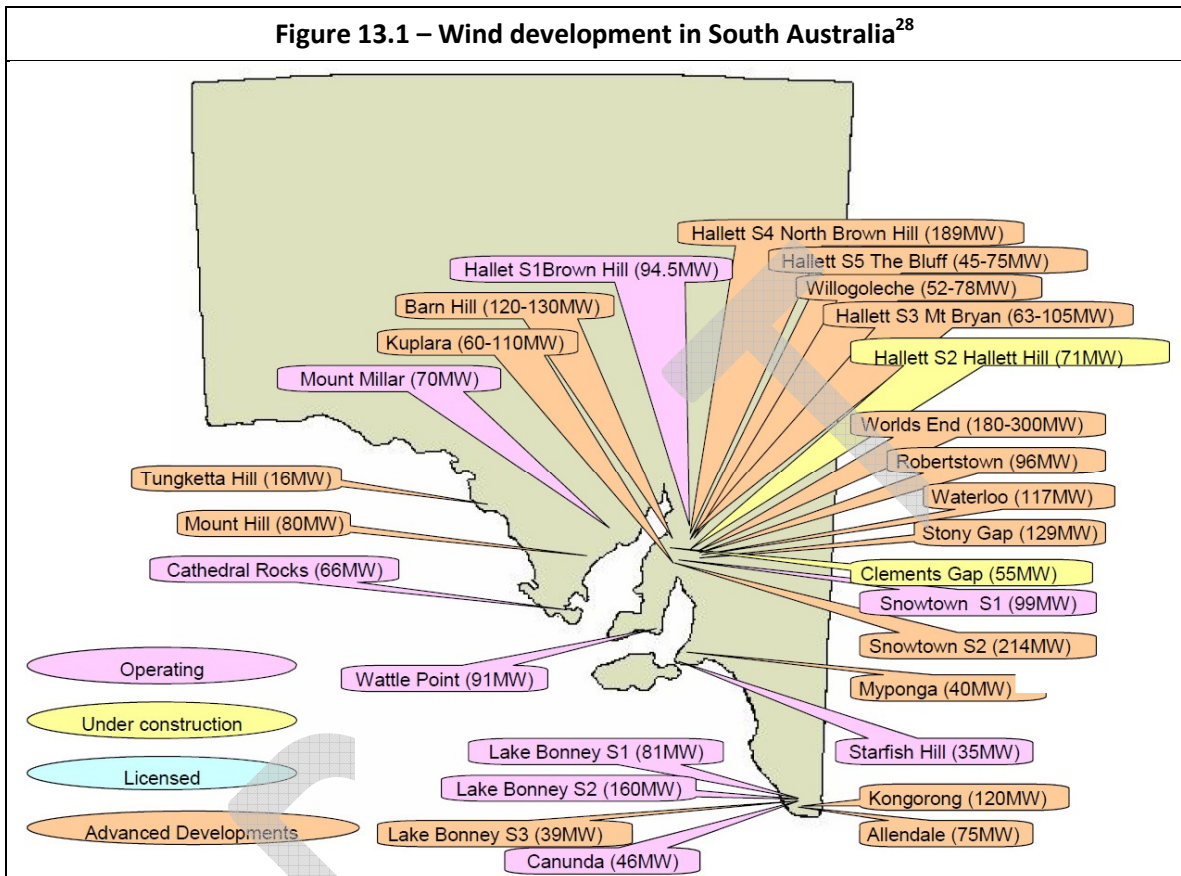 Figure 13.1 – Wind development in South Australia28
Hallett S4 North Brown Hill (189MW)
Hallett S5 The Bluff (45-75MW)
Hallet S1Brown Hill (94.5MW)
Willogoleche (52-78MW)
Barn Hill (120-130MW)
Hallett S3 Mt Bryan (63-105MW)
Kuplara (60-110MW)
Hallett S2 Hallett Hill (71MW)
Mount Millar (70MW)
Worlds End (180-300MW)
Robertstown (96MW)
Tungketta Hill (16MW)
Waterloo (117MW)
Mount Hill (80MW)
Stony Gap (129MW)
Cathedral Rocks (66MW)
Clements Gap (55MW)
Snowtown S1 (99MW)
Snowtown S2 (214MW)
Operating
Wattle Point (91MW)
Myponga (40MW)
Under construction
Lake Bonney S1 (81MW)
Starfish Hill (35MW)
Licensed
Lake Bonney S2 (160MW)
Kongorong (120MW)
Advanced Developments
Lake Bonney S3 (39MW)
Allendale (75MW)
Canunda (46MW)